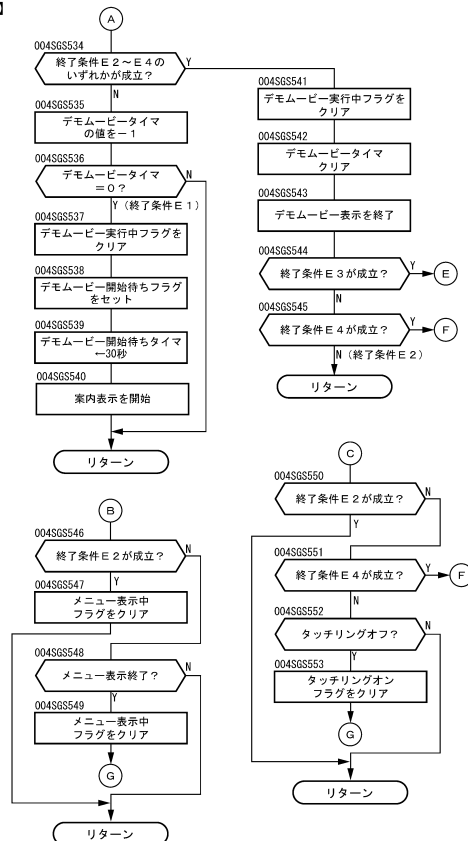 】
A
004SGS534
終了条件E2～E4の
いずれかが成立?
Y
N
004SGS535
デモムービータイマ
の値を－1
004SGS536
デモムービータイマ
＝0?
N
Y(終了条件E1)
004SGS537
デモムービー実行中フラグを
クリア
004SGS538
デモムービー開始待ちフラグ
をセット
004SGS539
デモムービー開始待ちタイマ
←30秒
004SGS540
案内表示を開始
リターン
004SGS541
デモムービー実行中フラグを
クリア
004SGS542
デモムービータイマ
クリア
004SGS543
デモムービー表示を終了
004SGS544
終了条件E3が成立?
Y
E
N
004SGS545
終了条件E4が成立?
Y
F
N(終了条件E2)
リターン
B
004SGS546
終了条件E2が成立?
N
Y
004SGS547
メニュー表示中
フラグをクリア
004SGS548
メニュー表示終了?
N
Y
004SGS549
メニュー表示中
フラグをクリア
G
リターン
C
004SGS550
終了条件E2が成立?
N
Y
004SGS551
終了条件E4が成立?
Y
F
N
004SGS552
タッチリングオフ?
N
Y
004SGS553
タッチリングオン
フラグをクリア
G
リターン